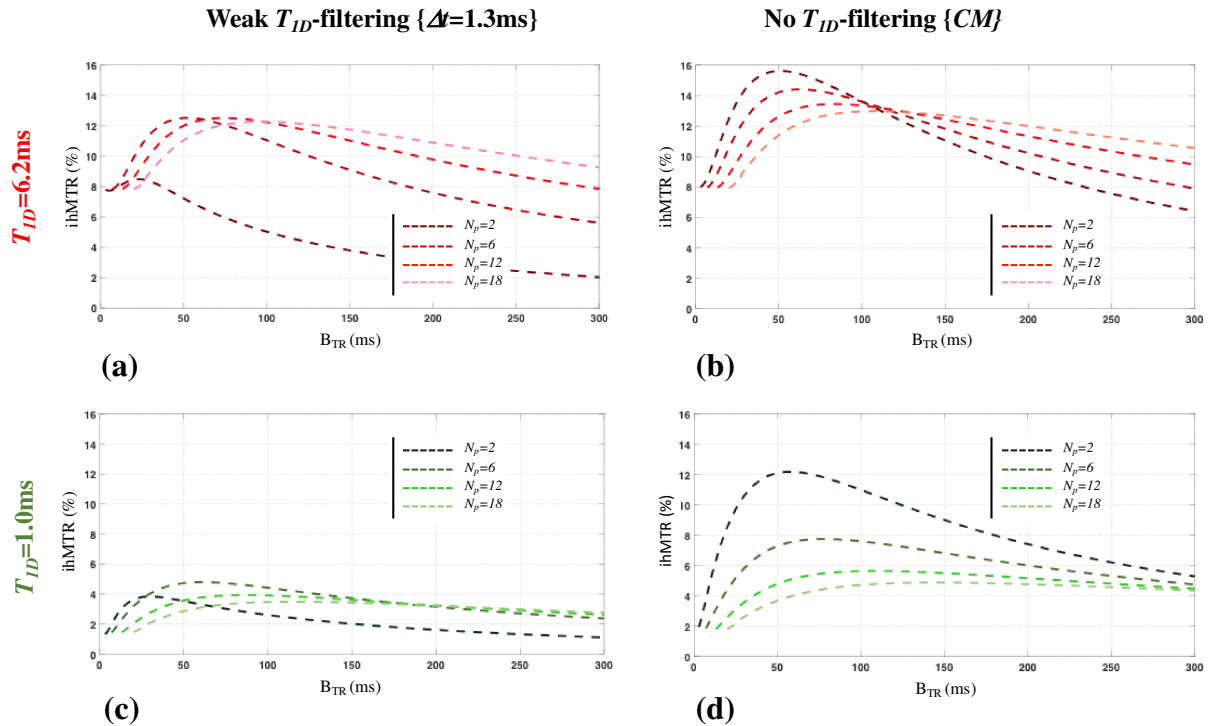 Weak T1D-filtering {Δt=1.3ms}
No T1D-filtering {CM}
T1D=6.2ms
ihMTR (%)
16
14
12
10
8
6
4
2
0
Np=2
Np=6
Np=12
Np=18
0 50 100 150 200 250 300
BTR (ms)
(a)
ihMTR (%)
16
14
12
10
8
6
4
2
0
Np=2
Np=6
Np=12
Np=18
0 50 100 150 200 250 300
BTR (ms)
(b)
T1D=1.0ms
ihMTR (%)
16
14
12
10
8
6
4
2
0
Np=2
Np=6
Np=12
Np=18
0 50 100 150 200 250 300
BTR (ms)
(c)
ihMTR (%)
16
14
12
10
8
6
4
2
0
Np=2
Np=6
Np=12
Np=18
0 50 100 150 200 250 300
BTR (ms)
(d)